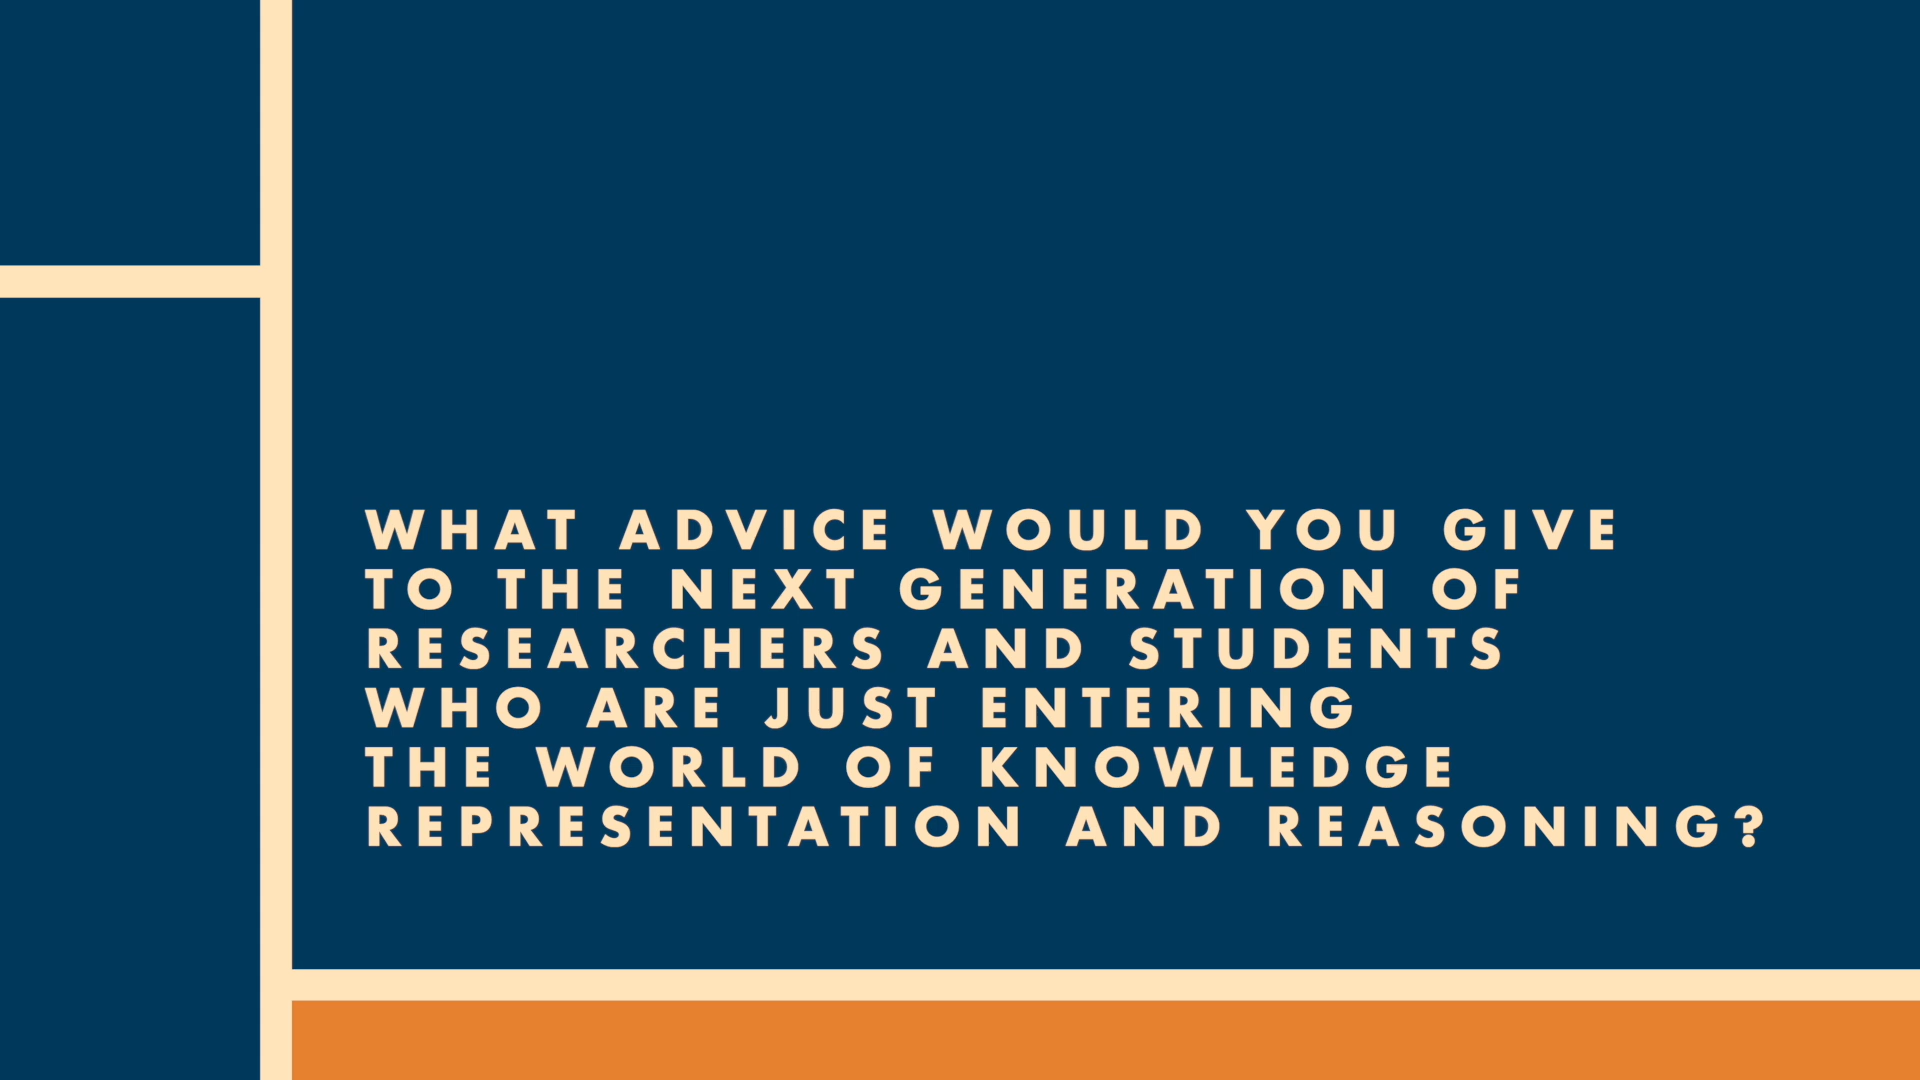 WHAT ADVICE WOULD YOU GIVE
TO THE NEXT GENERATION OF
RESEARCHERS AND STUDENTS
WHO ARE JUST ENTERING
THE WORLD OF KNOWLEDGE
REPRESENTATION AND REASONING?